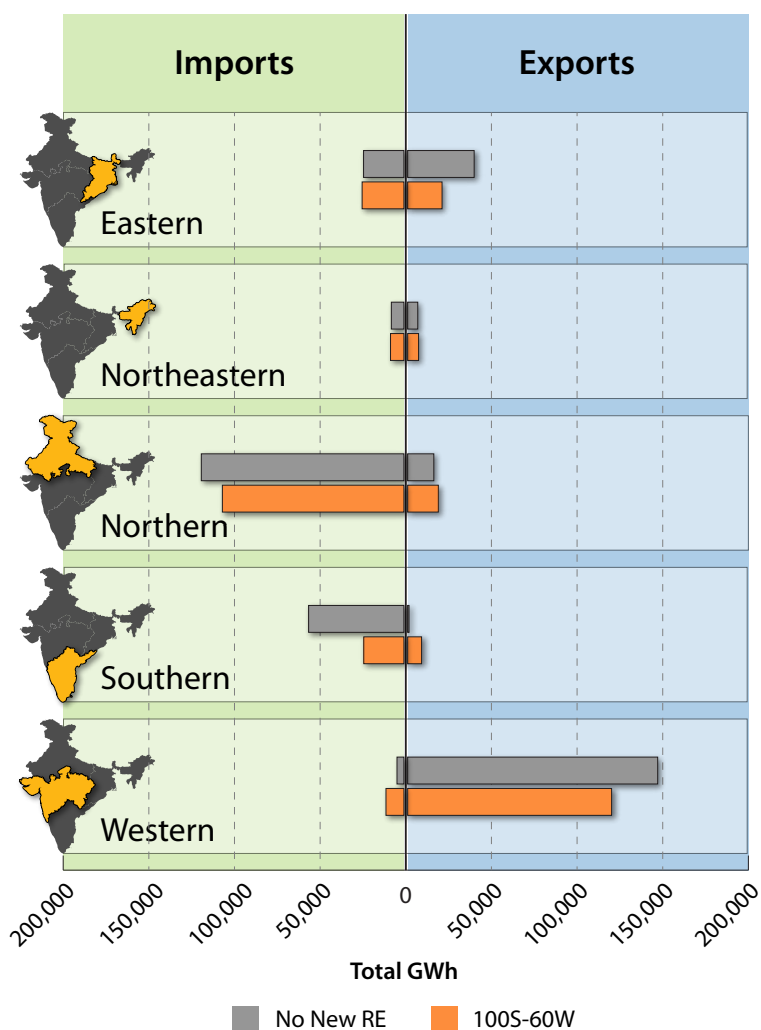 Imports Exports
Eastern
Northeastern
Northern
Southern
Western
200,000 150,000 100,000 50,000 0 50,000 100,000 150,000 200,000
Total GWh
No New RE 100S-60W